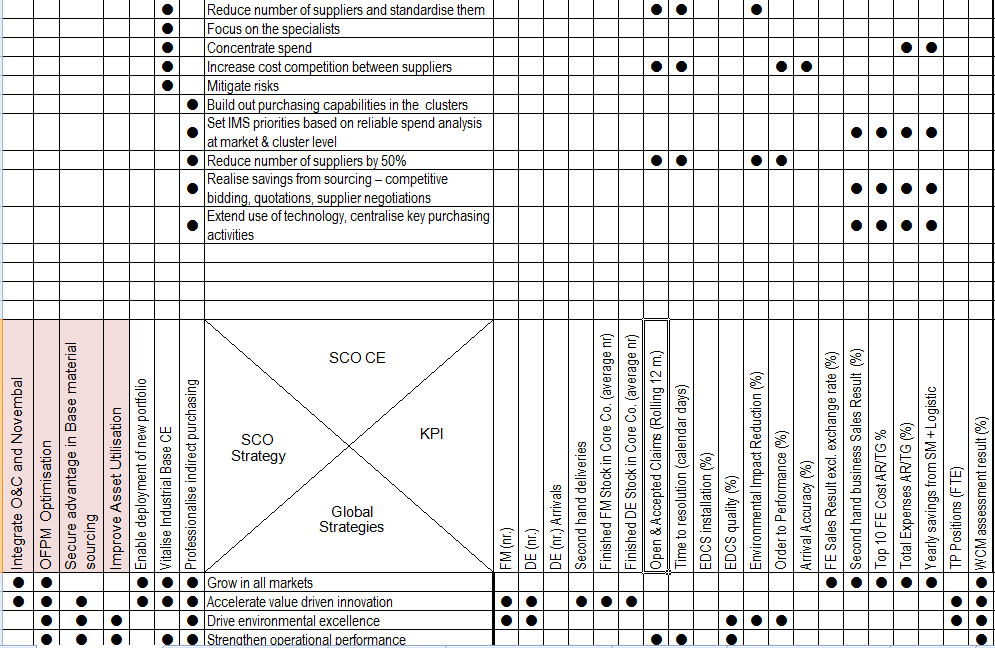 Reduce number of suppliers and standardise them
Focus on the specialists
Concentrate spend
Increase cost competition between suppliers
Mitigate risks
Build out purchasing capabilities in the clusters
Set IMS priorities based on reliable spend analysis
at market & cluster level
Reduce number of suppliers by 50%
Realise savings from sourcing – competitive
bidding, quotations, supplier negotiations
Extend use of technology, centralise key purchasing
activities
Integrate O&C and Novembal
OFPM Optimisation
Secure advantage in Base material
sourcing
Improve Asset Utilisation
Enable deployment of new portfolio
Vitalise Industrial Base CE
Professionalise indirect purchasing
SCO CE
SCO
Strategy
KPI
Global
Strategies
FM (nr.)
DE (nr.)
DE (nr.) Arrivals
Second hand deliveries
Finished FM Stock in Core Co. (average nr)
Finished DE Stock in Core Co. (average nr)
Open & Accepted Claims (Rolling 12 m.)
Time to resolution (calendar days)
EDCS installation (%)
EDCS quality (%)
Environmental Impact Reduction (%)
Order to Performance (%)
Arrival Accuracy (%)
FE Sales Result excl. exchange rate (%)
Second hand business Sales Result (%)
Top 10 FE Cost AR/TG %
Total Expenses AR/TG (%)
Yearly savings from SM + Logistic
TP Positions (FTE)
WCM assessment result (%)
Grow in all markets
Accelerate value driven innovation
Drive environmental excellence
Strengthen operational performance